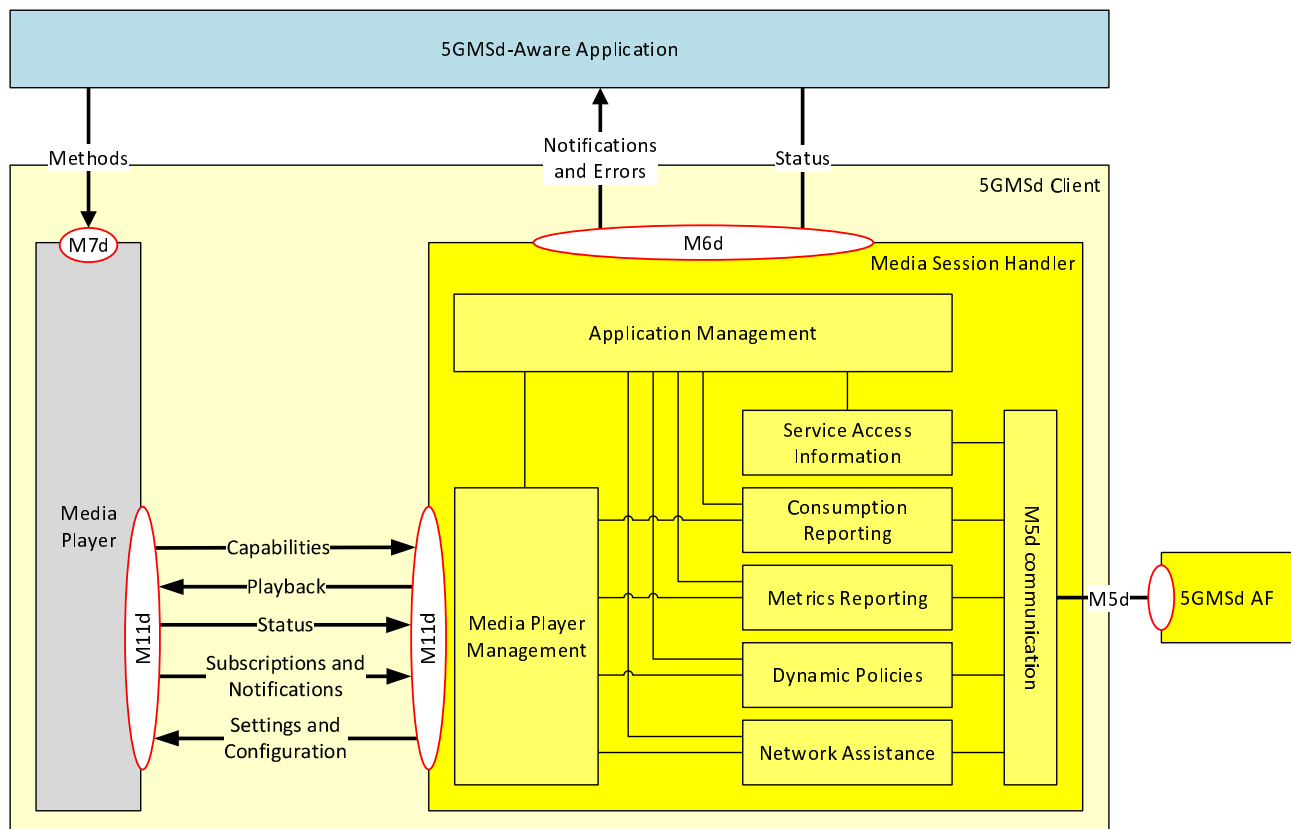 5GMSd-Aware Application
Methods
Notifications
and Errors
Status
5GMSd Client
M7d
M6d
Media Session Handler
Application Management
Service Access
Information
Consumption
Reporting
Metrics Reporting
Dynamic Policies
Network Assistance
M5d communication
Media Player
Management
Media
Player
M11d
Capabilities
Playback
Status
Subscriptions and
Notifications
Settings and
Configuration
M11d
M5d
5GMSd AF